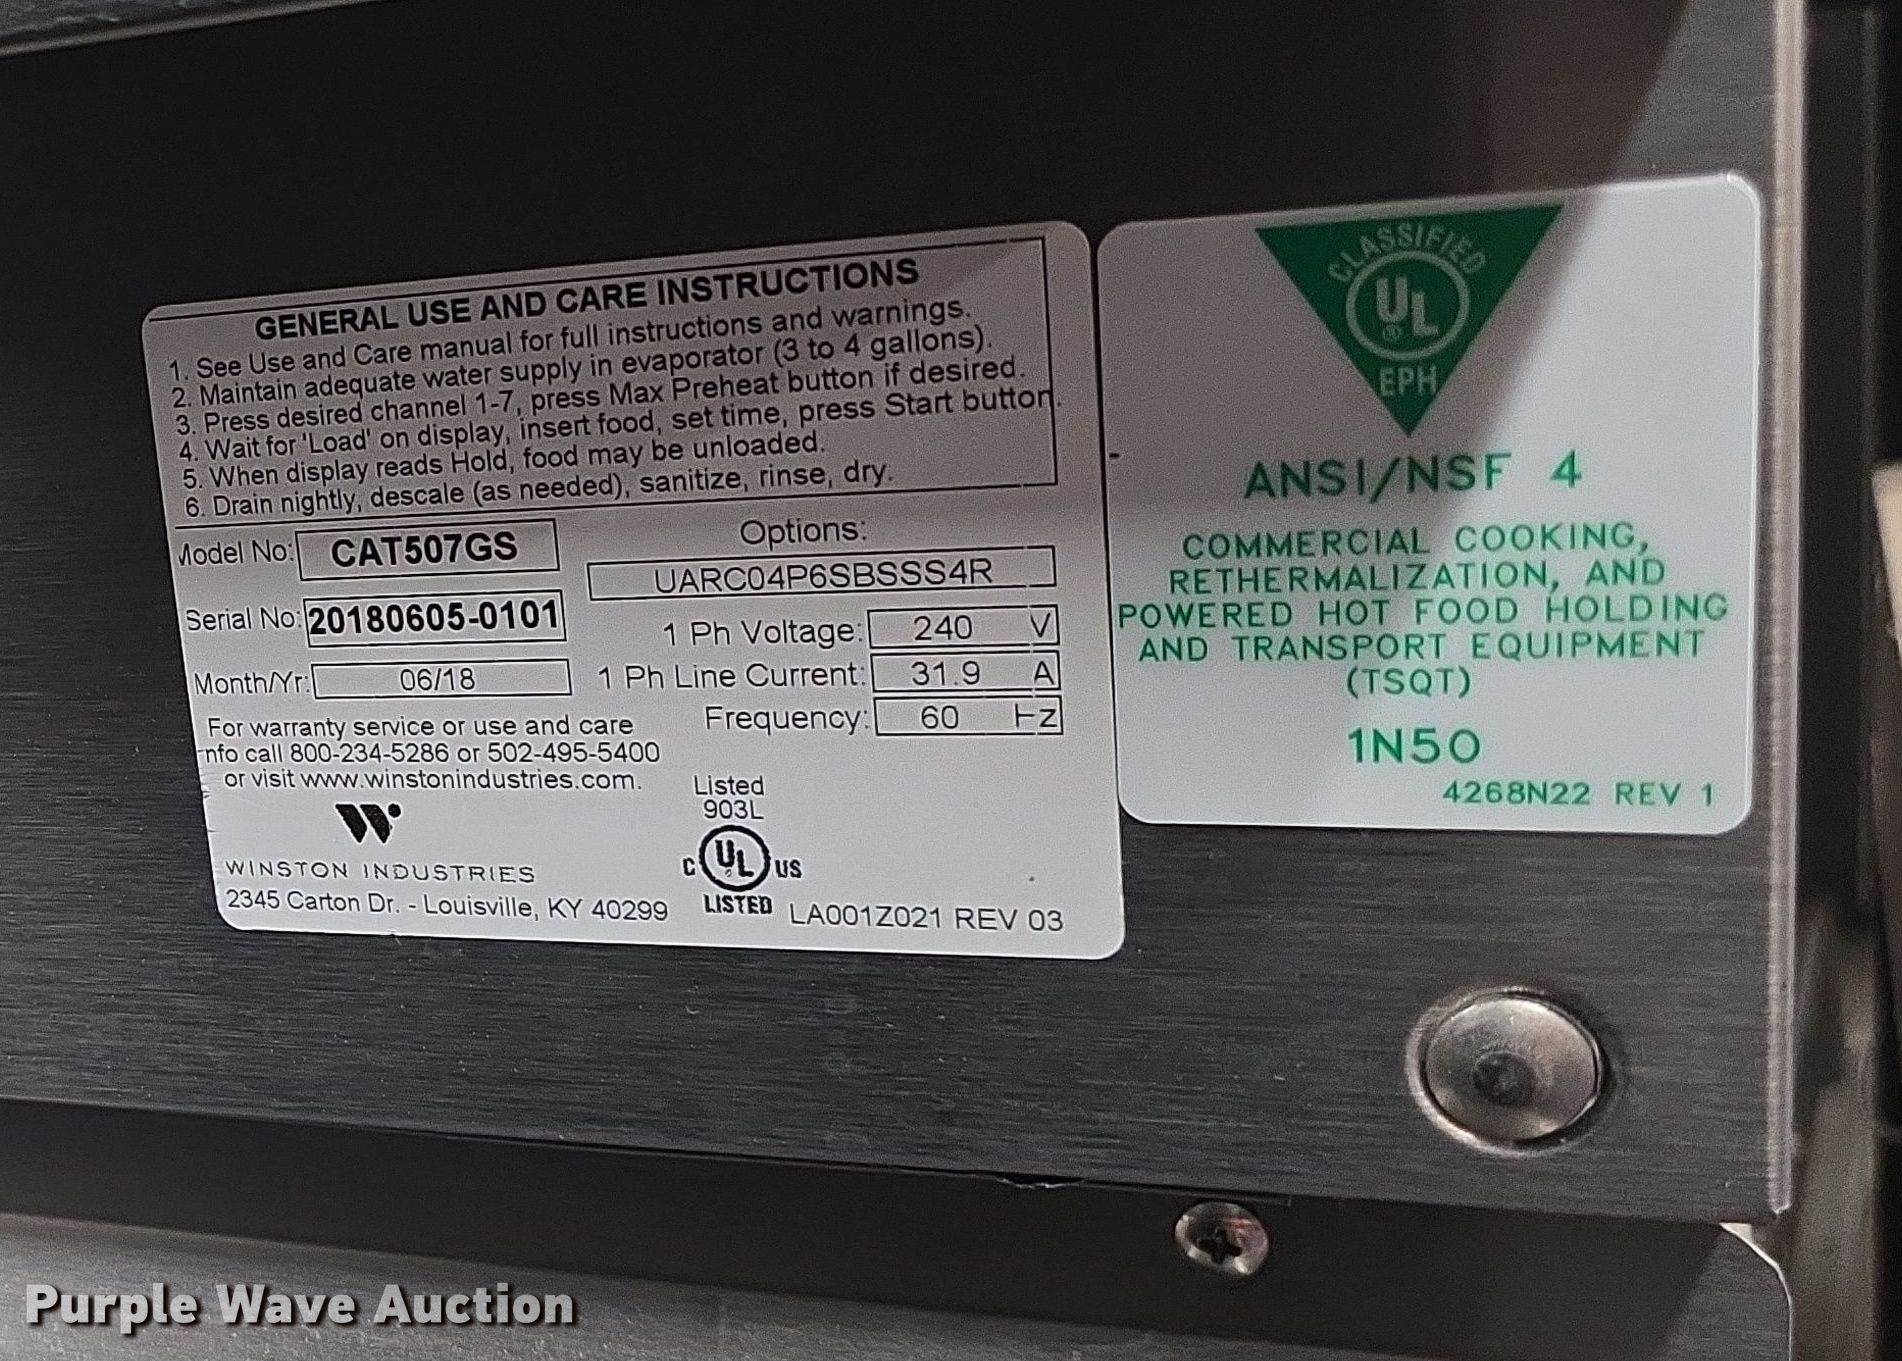 GENERAL USE AND CARE INSTRUCTIONS
1. See Use and Care manual for full instructions and warnings.
2. Maintain adequate water supply in evaporator (3 to 4 gallons).
3. Press desired channel 1-7, press Max Preheat button if desired.
4. Wait for 'Load' on display, insert food, set time, press Start button.
5. When display reads Hold, food may be unloaded.
6. Drain nightly, descale (as needed), sanitize, rinse, dry.
Model No: CAT507GS
Serial No: 20180605-0101
Month/Yr: 06/18
Options:
UARC04P6SBSSS4R
1 Ph Voltage: 240 V
1 Ph Line Current: 31.9 A
Frequency: 60 Hz
For warranty service or use and care
info call 800-234-5286 or 502-495-5400
or visit www.winstonindustries.com.
W
WINSTON INDUSTRIES
2345 Carton Dr. - Louisville, KY 40299
Listed
903L
C UL US
LISTED
LA001Z021 REV 03
CLASSIFIED
UL
®
EPH
ANSI/NSF 4
COMMERCIAL COOKING,
RETHERMALIZATION, AND
POWERED HOT FOOD HOLDING
AND TRANSPORT EQUIPMENT
(TSQT)
1N50
4268N22 REV 1
Purple Wave Auction